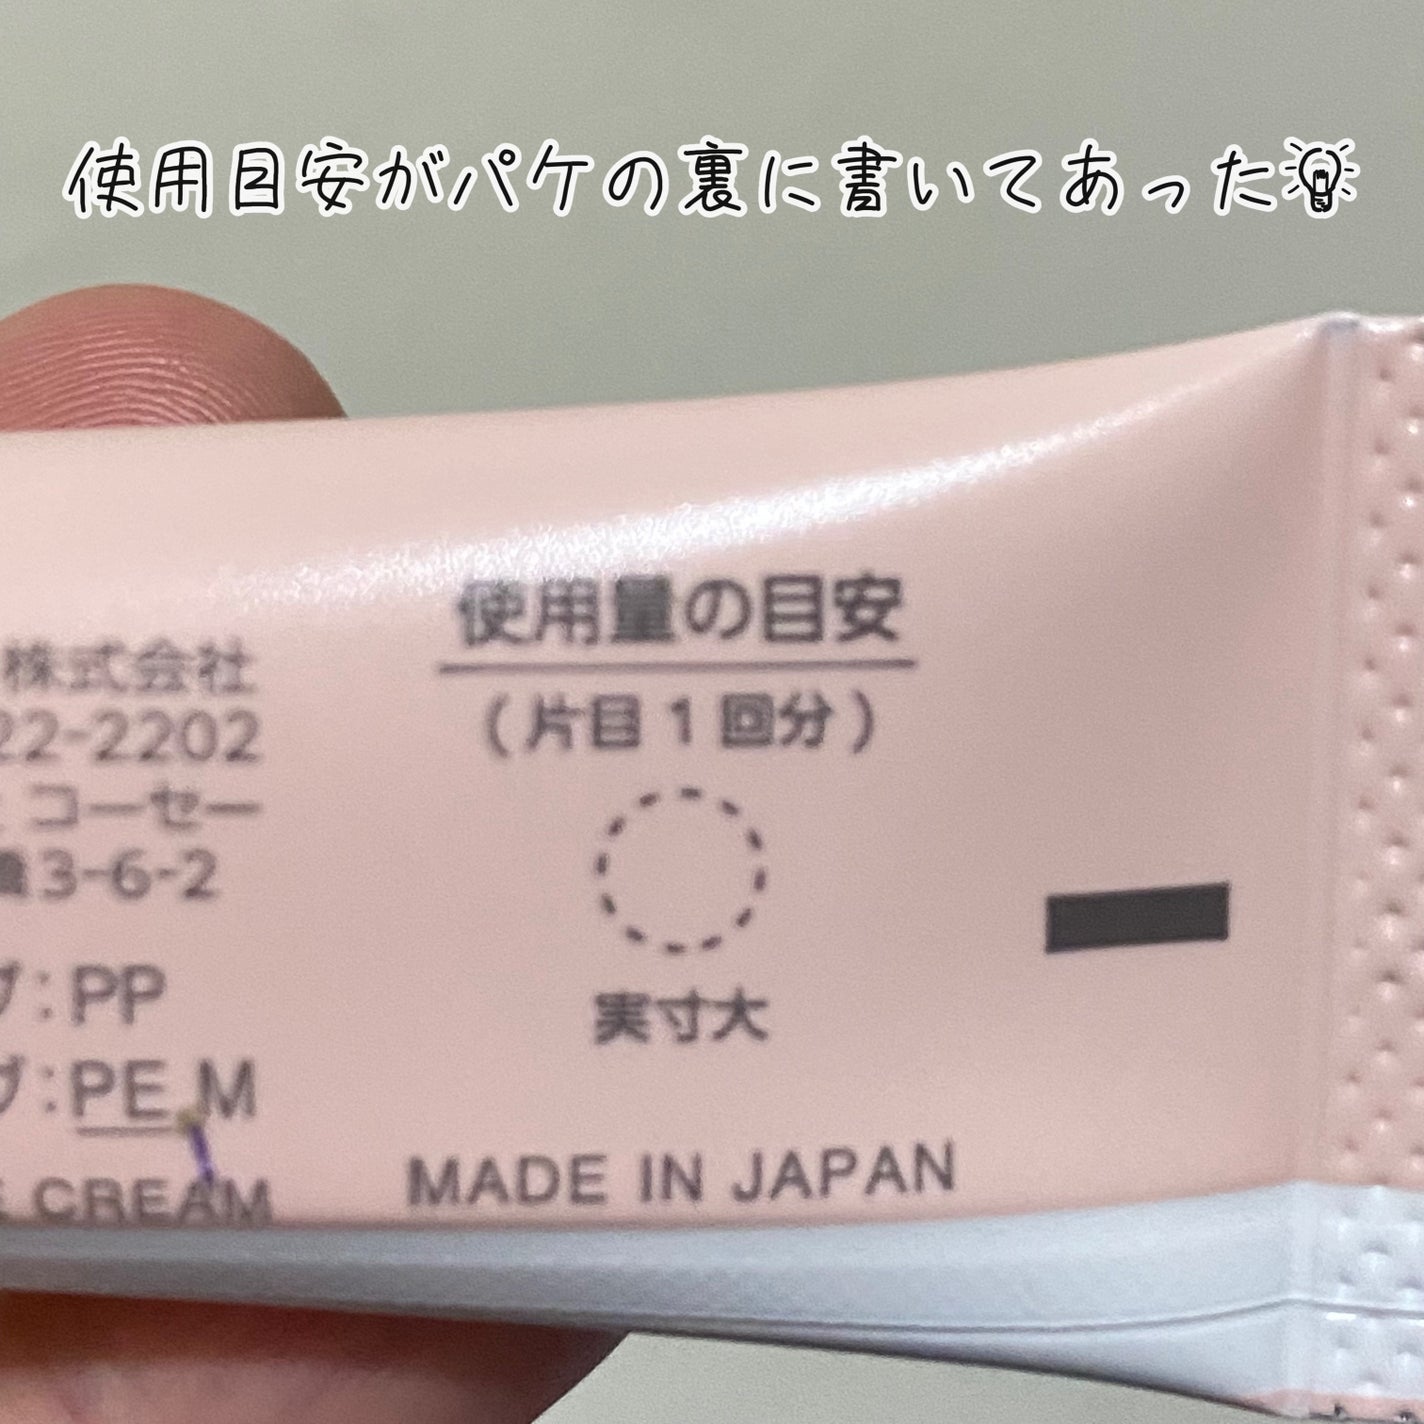 使用目安がパケの裏に書いてあった💡
株式会社
22-2202
コーセー
3-6-2
:PP
:PE,M
CREAM
使用量の目安
(片目1回分)
実寸大
MADE IN JAPAN